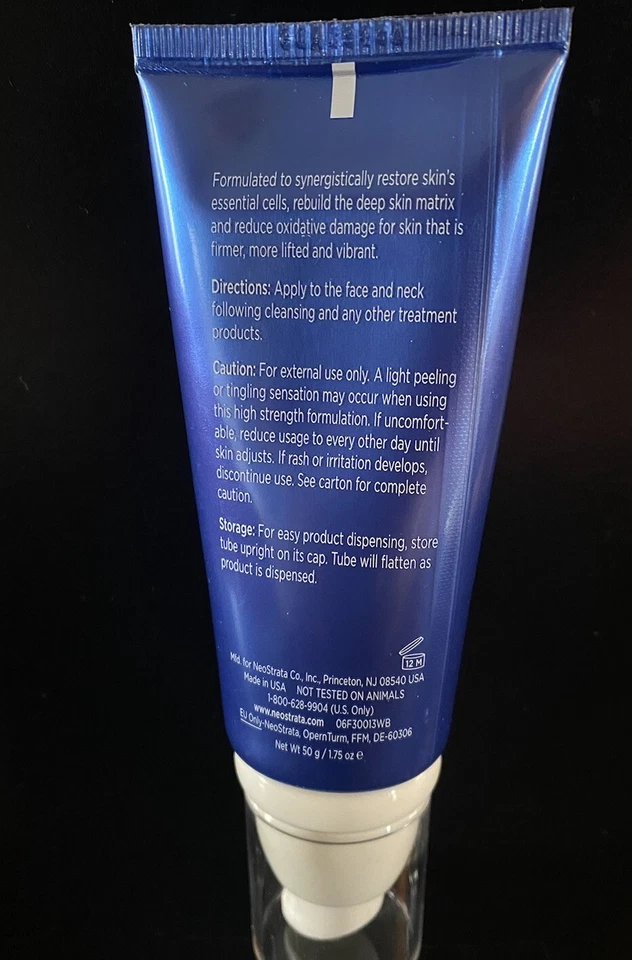 Formulated to synergistically restore skin's
essential cells, rebuild the deep skin matrix
and reduce oxidative damage for skin that is
firmer, more lifted and vibrant.
Directions: Apply to the face and neck
following cleansing and any other treatment
products.
Caution: For external use only. A light peeling
or tingling sensation may occur when using
this high strength formulation. If uncomfort-
able, reduce usage to every other day until
skin adjusts. If rash or irritation develops,
discontinue use. See carton for complete
caution.
Storage: For easy product dispensing, store
tube upright on its cap. Tube will flatten as
product is dispensed.
12 M
Mfd. for NeoStrata Co., Inc., Princeton, NJ 08540 USA
Made in USA NOT TESTED ON ANIMALS
1-800-628-9904 (U.S. Only)
www.neostrata.com 06F30013WB
EU Only-NeoStrata, OpernTurm, FFM, DE-60306
Net Wt 50 g / 1.75 oz e